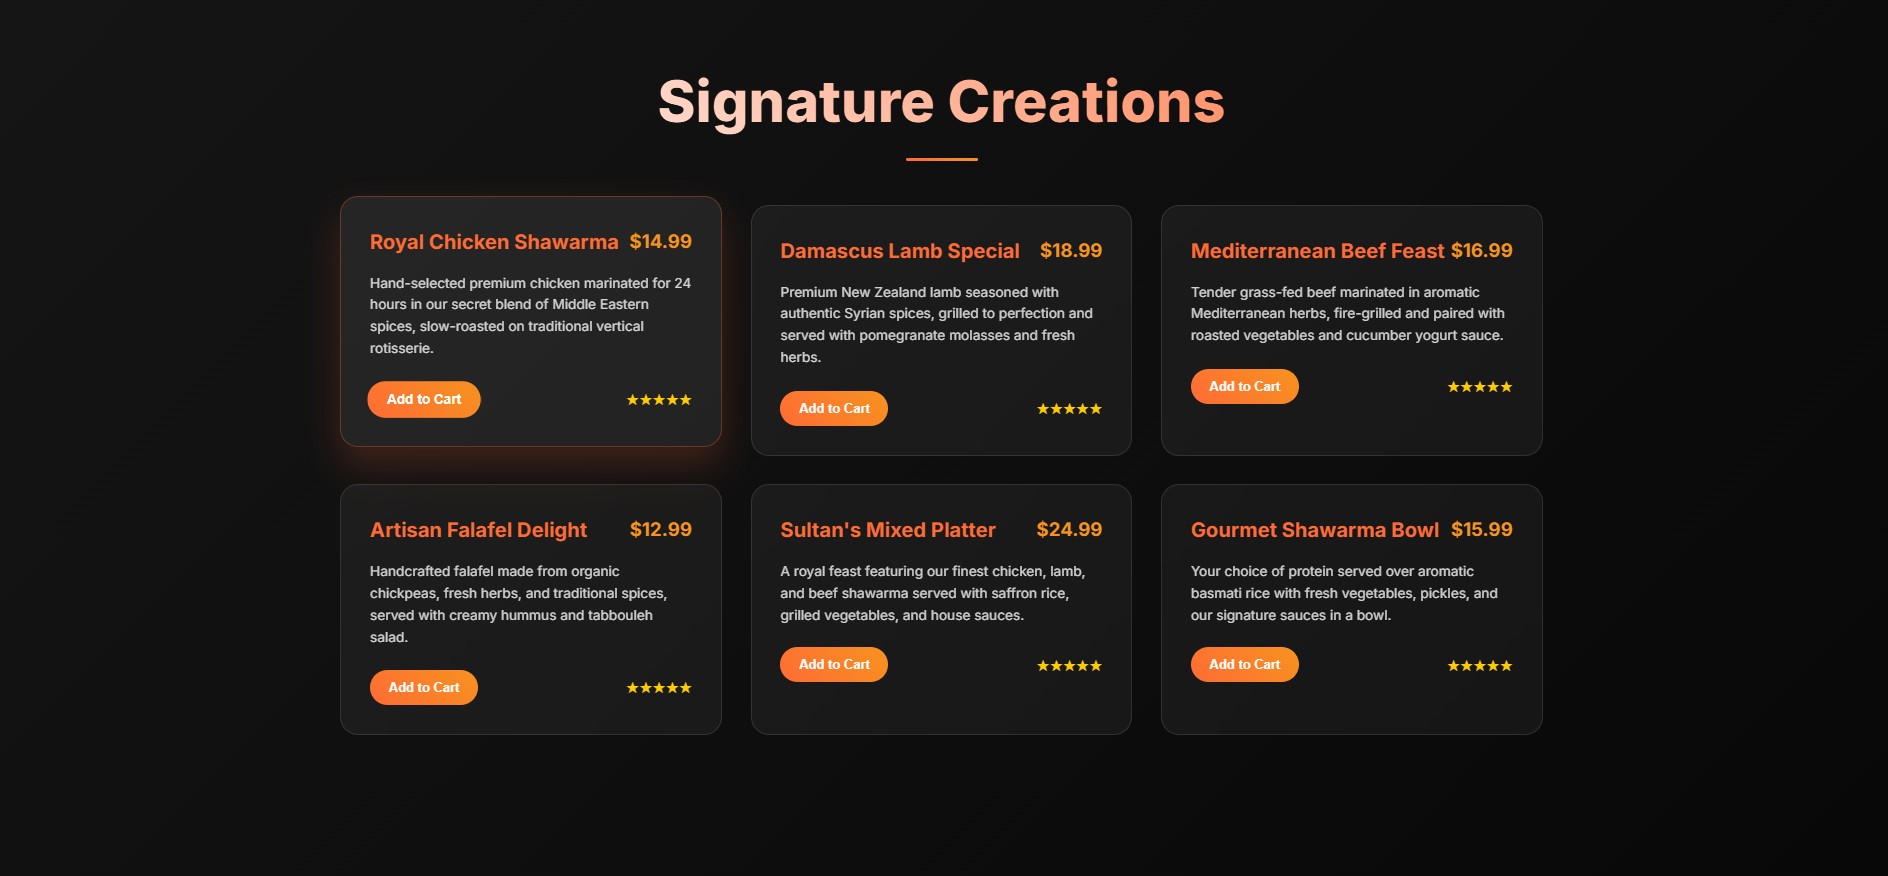 Signature Creations
Royal Chicken Shawarma $14.99
Hand-selected premium chicken marinated for 24
hours in our secret blend of Middle Eastern
spices, slow-roasted on traditional vertical
rotisserie.
Add to Cart ★★★★★
Damascus Lamb Special $18.99
Premium New Zealand lamb seasoned with
authentic Syrian spices, grilled to perfection and
served with pomegranate molasses and fresh
herbs.
Add to Cart ★★★★★
Mediterranean Beef Feast $16.99
Tender grass-fed beef marinated in aromatic
Mediterranean herbs, fire-grilled and paired with
roasted vegetables and cucumber yogurt sauce.
Add to Cart ★★★★★
Artisan Falafel Delight $12.99
Handcrafted falafel made from organic
chickpeas, fresh herbs, and traditional spices,
served with creamy hummus and tabbouleh
salad.
Add to Cart ★★★★★
Sultan's Mixed Platter $24.99
A royal feast featuring our finest chicken, lamb,
and beef shawarma served with saffron rice,
grilled vegetables, and house sauces.
Add to Cart ★★★★★
Gourmet Shawarma Bowl $15.99
Your choice of protein served over aromatic
basmati rice with fresh vegetables, pickles, and
our signature sauces in a bowl.
Add to Cart ★★★★★